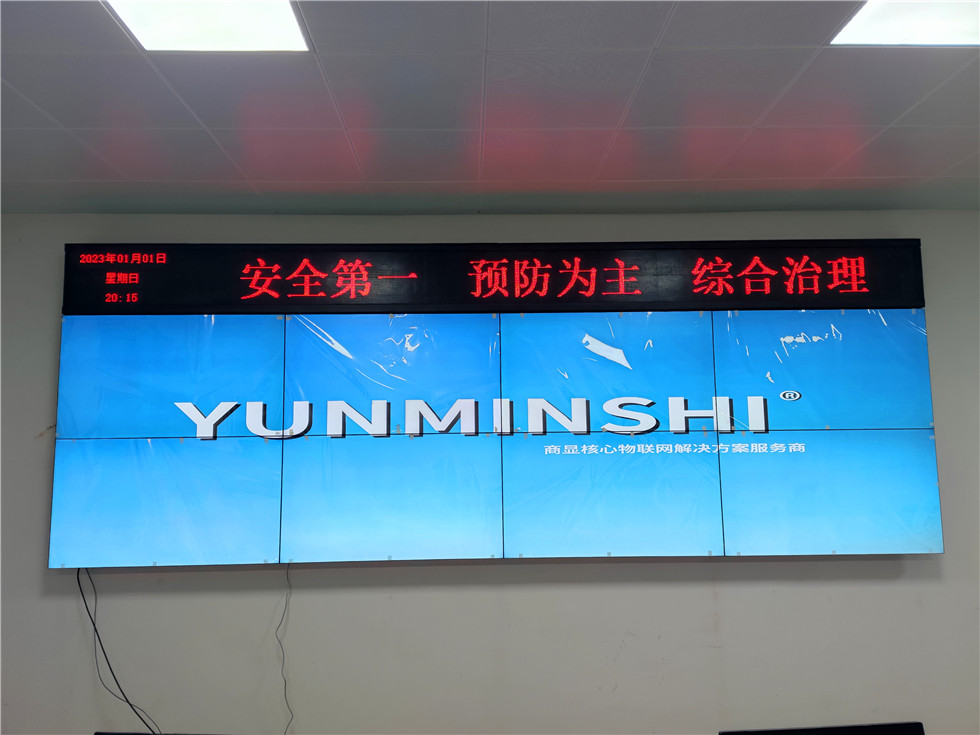 2023年01月01日
星期日
20:15
安全第一 预防为主 综合治理
YUNMINSHI®
商显核心物联网解决方案服务商